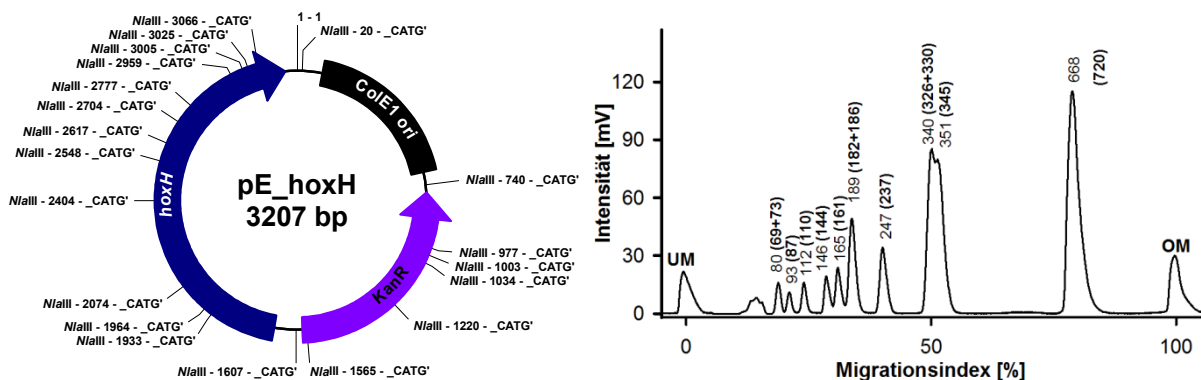 NlaIII - 3066 - _CATG'
NlaIII - 3025 - _CATG'
NlaIII - 3005 - _CATG'
NlaIII - 2959 - _CATG'
NlaIII - 2777 - _CATG'
NlaIII - 2704 - _CATG'
NlaIII - 2617 - _CATG'
NlaIII - 2548 - _CATG'
NlaIII - 2404 - _CATG'
NlaIII - 2074 - _CATG'
NlaIII - 1964 - _CATG'
NlaIII - 1933 - _CATG'
NlaIII - 1607 - _CATG'
1 - 1
NlaIII - 20 - _CATG'
NlaIII - 740 - _CATG'
NlaIII - 977 - _CATG'
NlaIII - 1003 - _CATG'
NlaIII - 1034 - _CATG'
NlaIII - 1220 - _CATG'
NlaIII - 1565 - _CATG'
ColE1 ori
KanR
hoxH
pE_hoxH
3207 bp
Intensität [mV]
120
90
60
30
0
UM
80 (69+73)
93 (87)
112 (110)
146 (144)
165 (161)
189 (182+186)
247 (237)
340 (326+330)
351 (345)
668
(720)
OM
0
50
100
Migrationsindex [%]